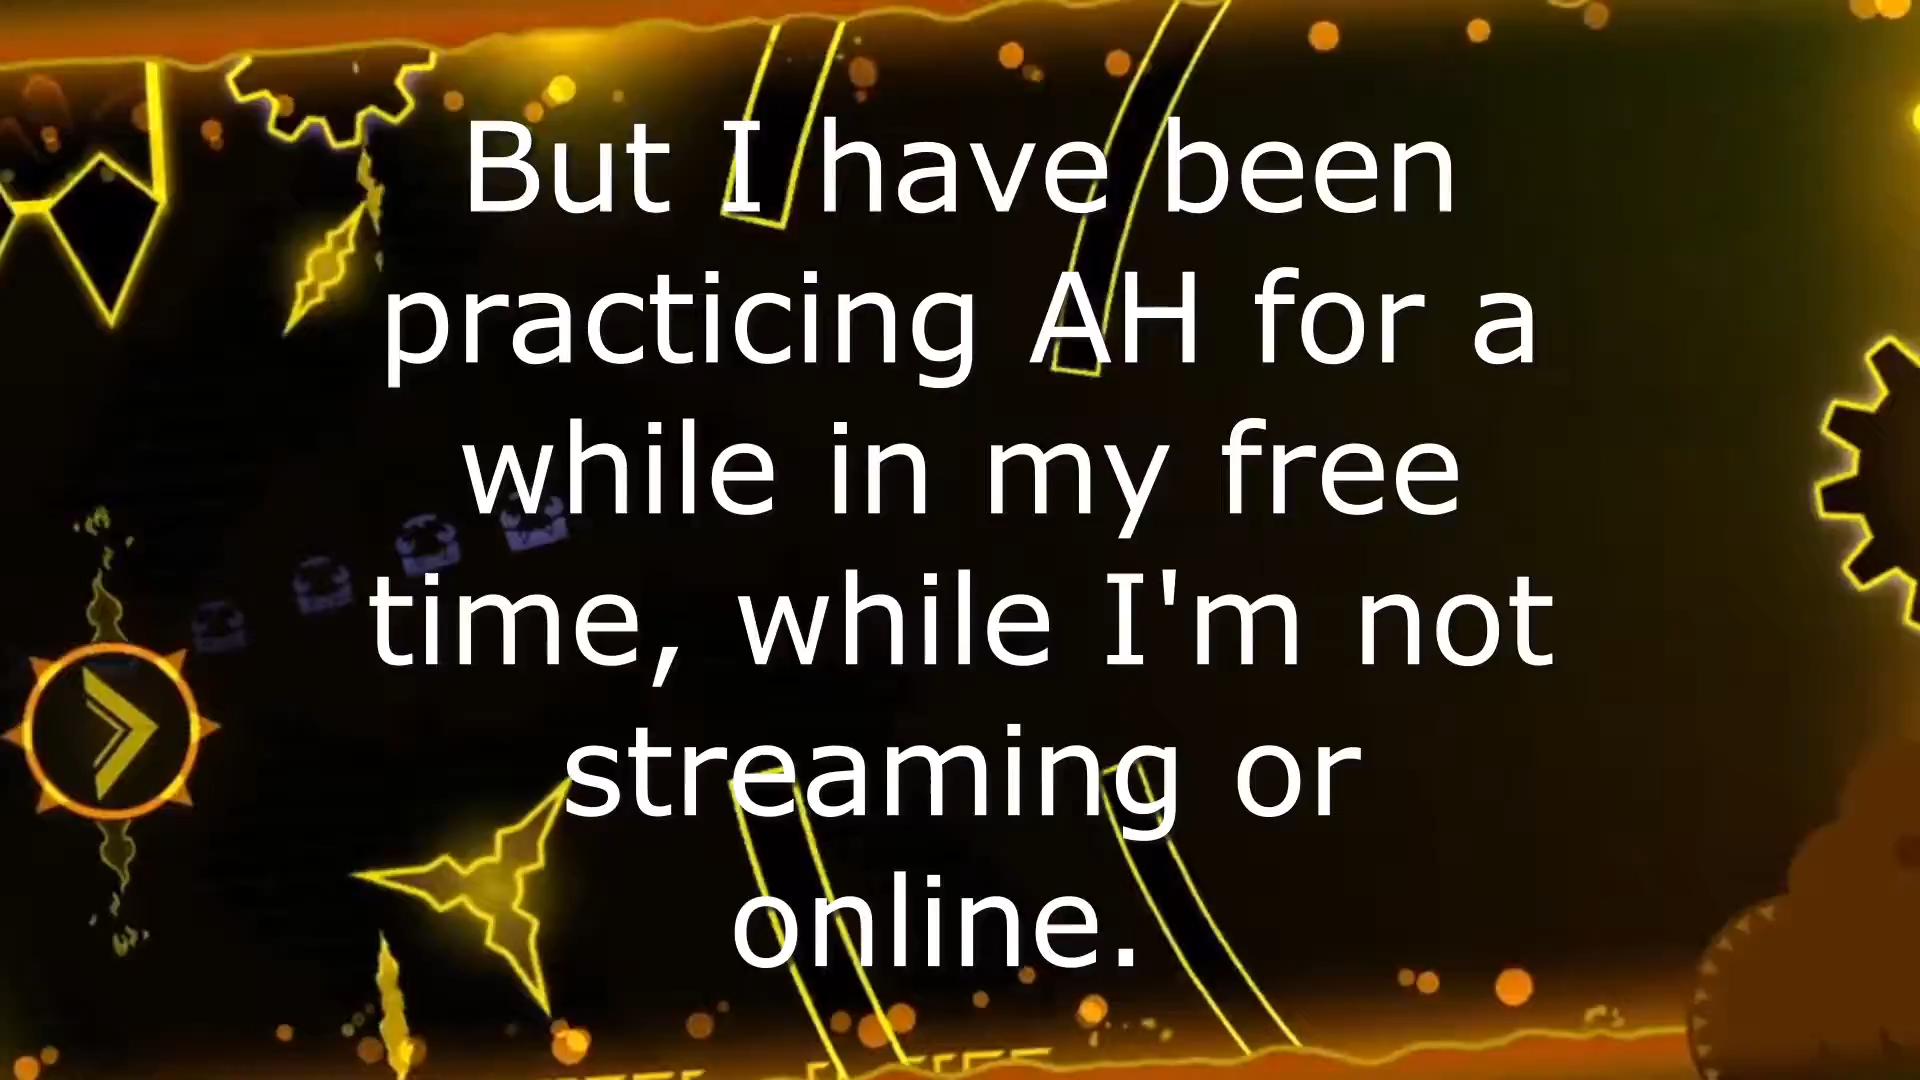 But I have been
practicing AH for a
while in my free
time, while I'm not
streaming or
online.